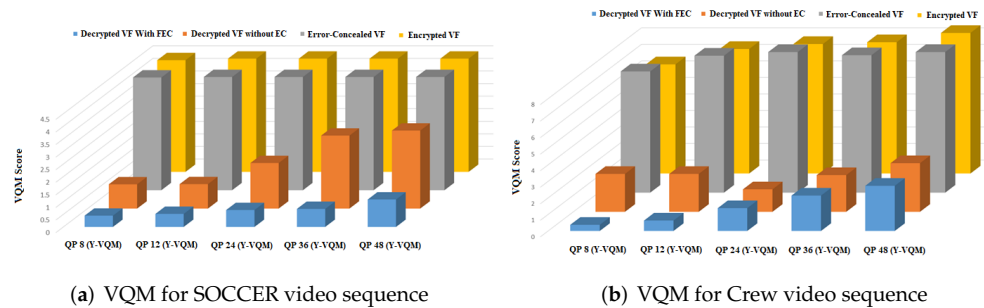 Decrypted VF With FEC Decrypted VF without EC Error-Concealed VF Encrypted VF
4.5
4
3.5
3
2.5
2
1.5
1
0.5
0
VQM Score
QP 8 (Y-VQM) QP 12 (Y-VQM) QP 24 (Y-VQM) QP 36 (Y-VQM) QP 48 (Y-VQM)
(a) VQM for SOCCER video sequence
Decrypted VF With FEC Decrypted VF without EC Error-Concealed VF Encrypted VF
8
7
6
5
4
3
2
1
0
VQM Score
QP 8 (Y-VQM) QP 12 (Y-VQM) QP 24 (Y-VQM) QP 36 (Y-VQM) QP 48 (Y-VQM)
(b) VQM for Crew video sequence